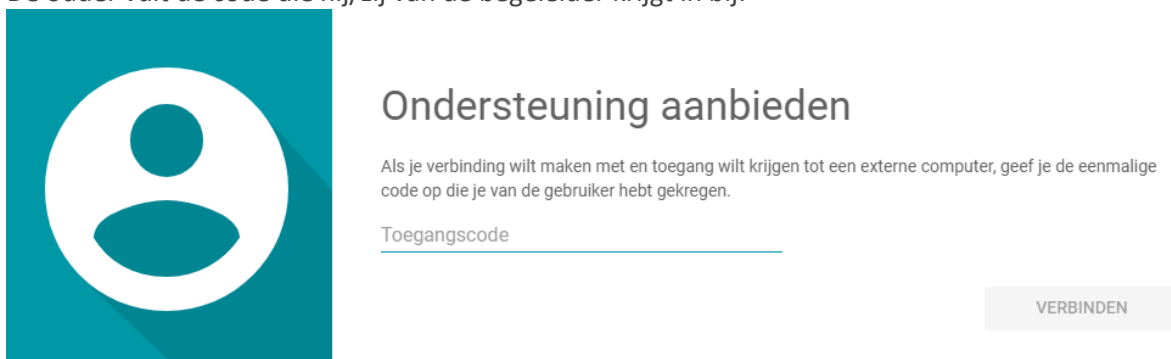 Ondersteuning aanbieden
Als je verbinding wilt maken met en toegang wilt krijgen tot een externe computer, geef je de eenmalige
code op die je van de gebruiker hebt gekregen.
Toegangscode
VERBINDEN